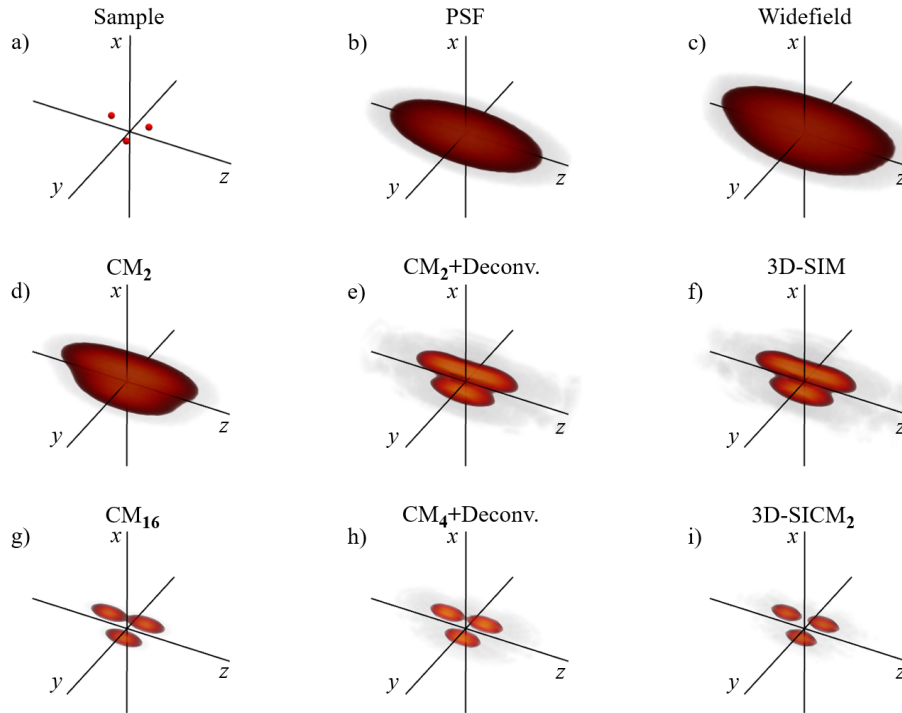 Sample
PSF
Widefield
a)
x
y
z
b)
x
y
z
c)
x
y
z
CM₂
CM₂+Deconv.
3D-SIM
d)
x
y
z
e)
x
y
z
f)
x
y
z
CM₁₆
CM₄+Deconv.
3D-SICM₂
g)
x
y
z
h)
x
y
z
i)
x
y
z